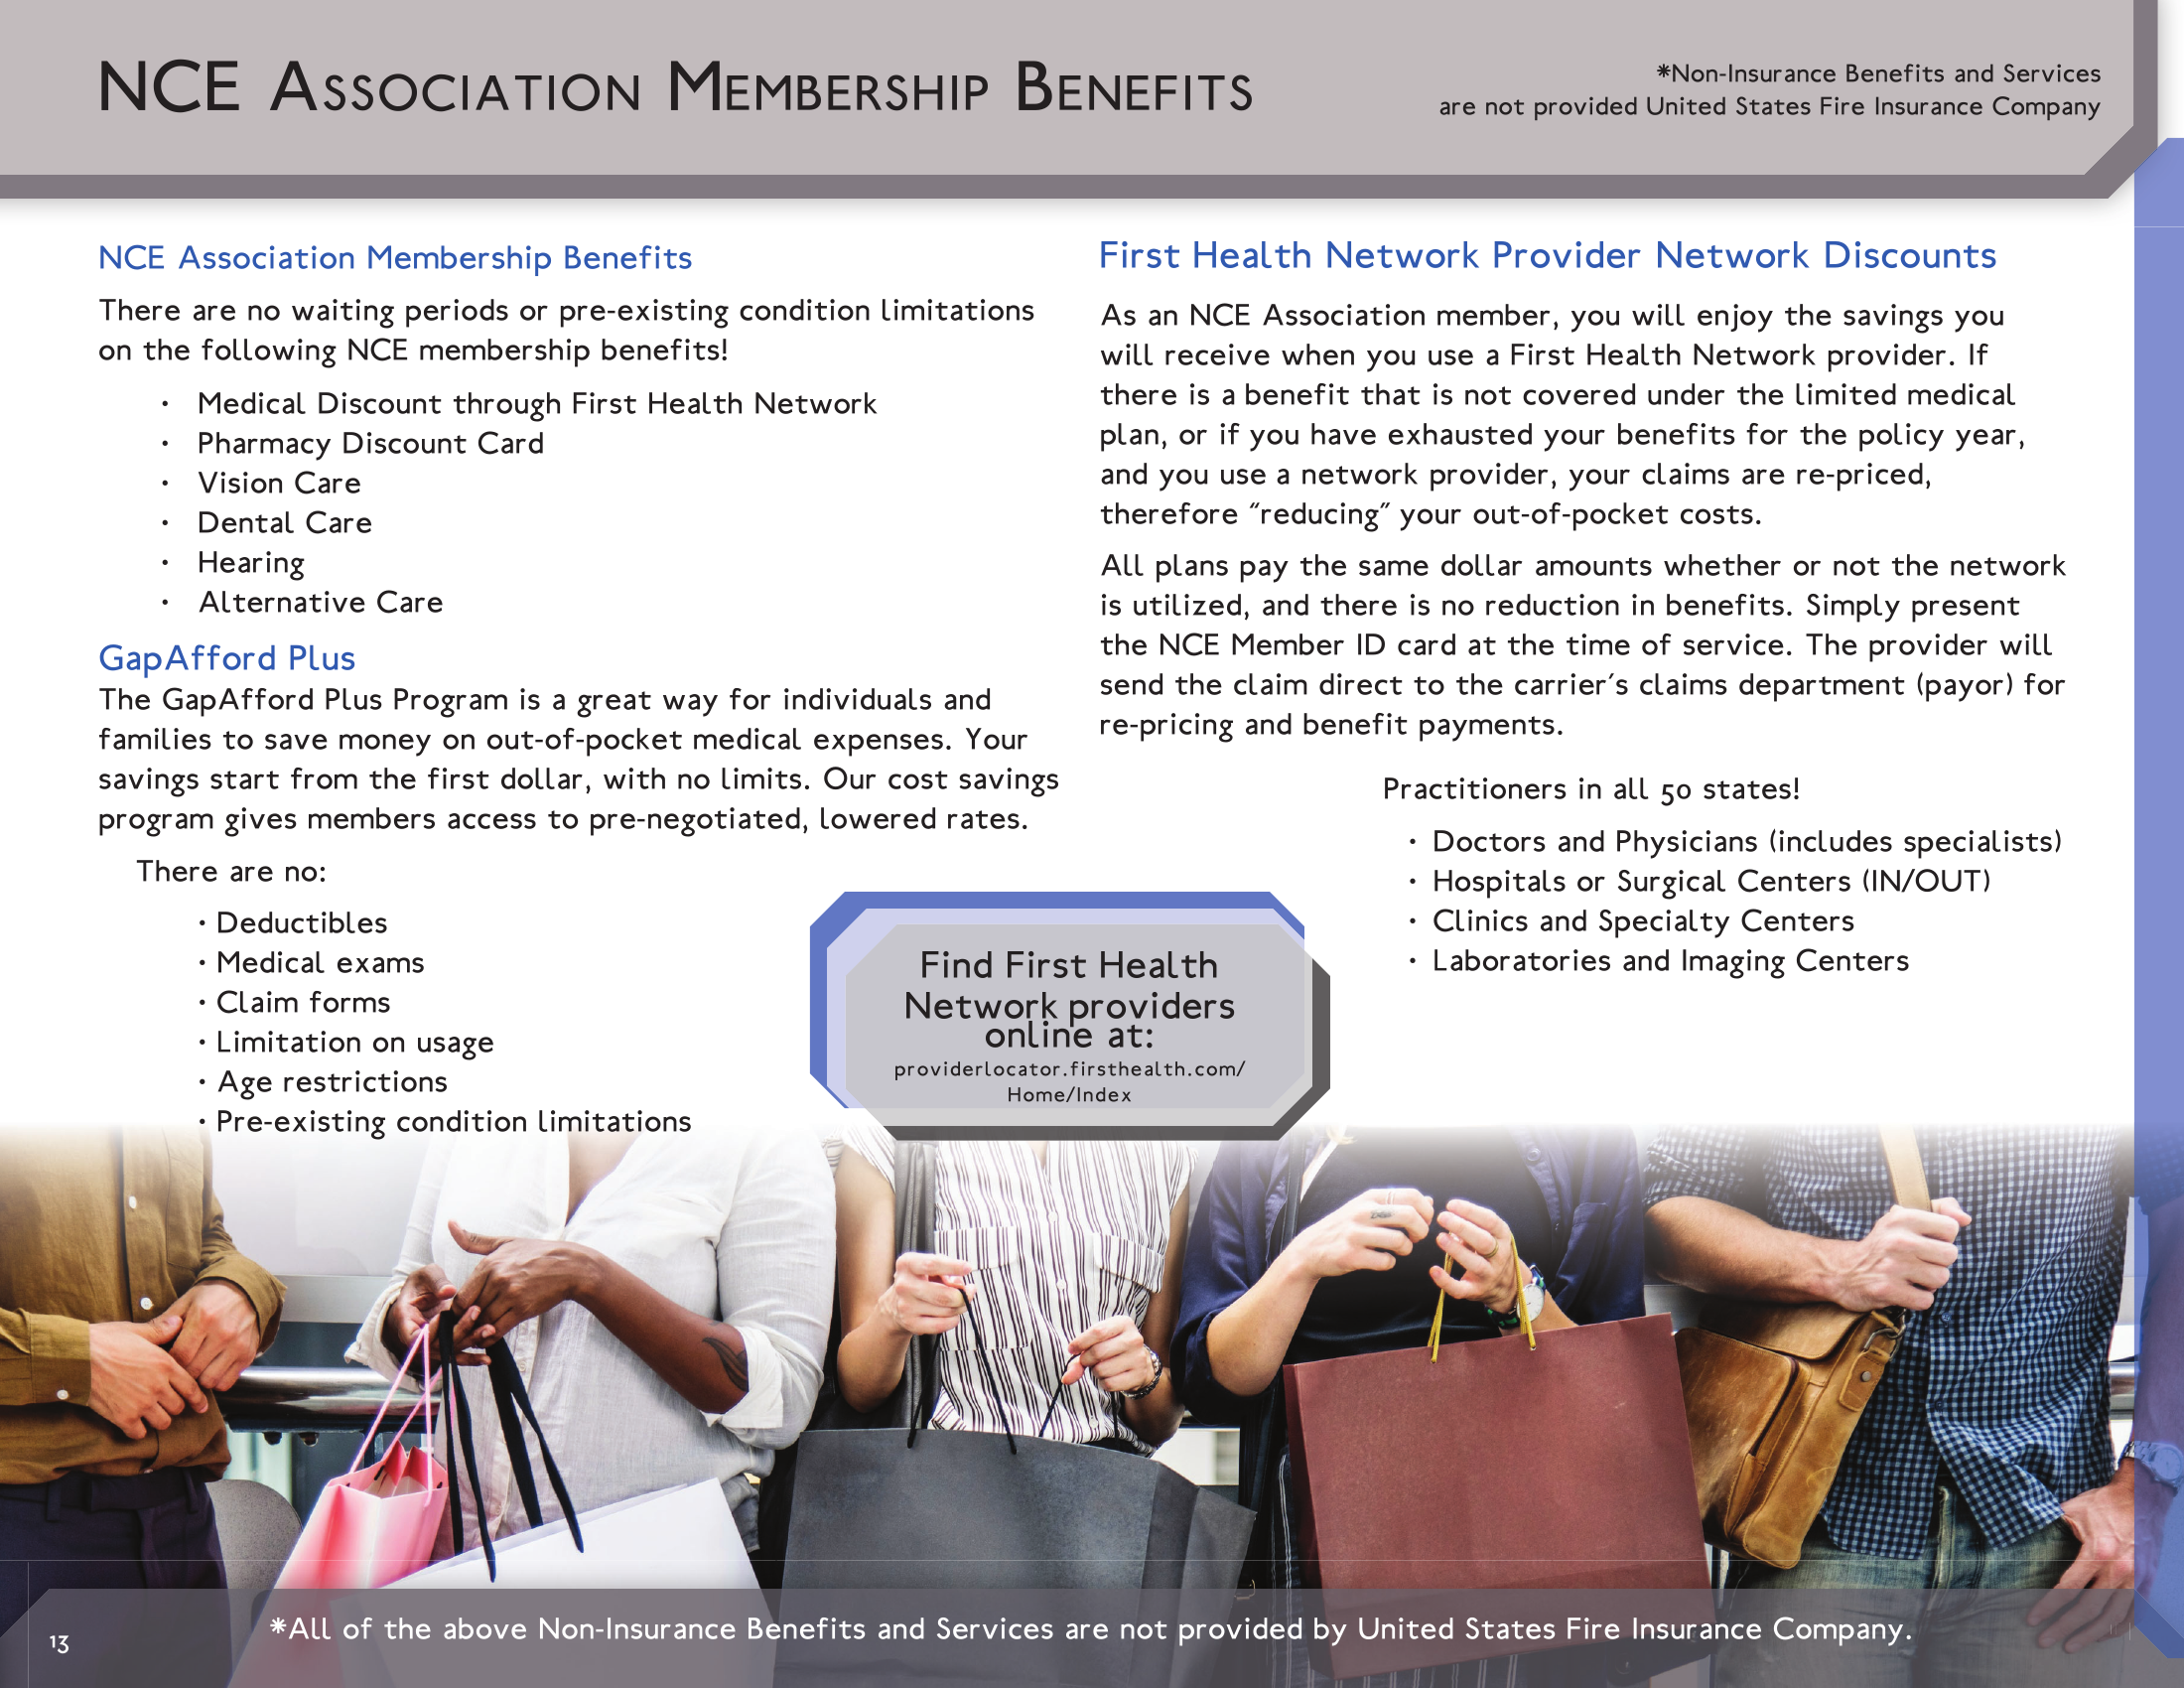 NCE Association Membership Benefits
*Non-Insurance Benefits and Services
are not provided United States Fire Insurance Company
NCE Association Membership Benefits
There are no waiting periods or pre-existing condition limitations
on the following NCE membership benefits!
• Medical Discount through First Health Network
• Pharmacy Discount Card
• Vision Care
• Dental Care
• Hearing
• Alternative Care
GapAfford Plus
The GapAfford Plus Program is a great way for individuals and
families to save money on out-of-pocket medical expenses. Your
savings start from the first dollar, with no limits. Our cost savings
program gives members access to pre-negotiated, lowered rates.
There are no:
• Deductibles
• Medical exams
• Claim forms
• Limitation on usage
• Age restrictions
• Pre-existing condition limitations
First Health Network Provider Network Discounts
As an NCE Association member, you will enjoy the savings you
will receive when you use a First Health Network provider. If
there is a benefit that is not covered under the limited medical
plan, or if you have exhausted your benefits for the policy year,
and you use a network provider, your claims are re-priced,
therefore "reducing" your out-of-pocket costs.
All plans pay the same dollar amounts whether or not the network
is utilized, and there is no reduction in benefits. Simply present
the NCE Member ID card at the time of service. The provider will
send the claim direct to the carrier's claims department (payor) for
re-pricing and benefit payments.
Practitioners in all 50 states!
• Doctors and Physicians (includes specialists)
• Hospitals or Surgical Centers (IN/OUT)
• Clinics and Specialty Centers
• Laboratories and Imaging Centers
Find First Health
Network providers
online at:
providerlocator.firsthealth.com/
Home/Index
*All of the above Non-Insurance Benefits and Services are not provided by United States Fire Insurance Company.
13